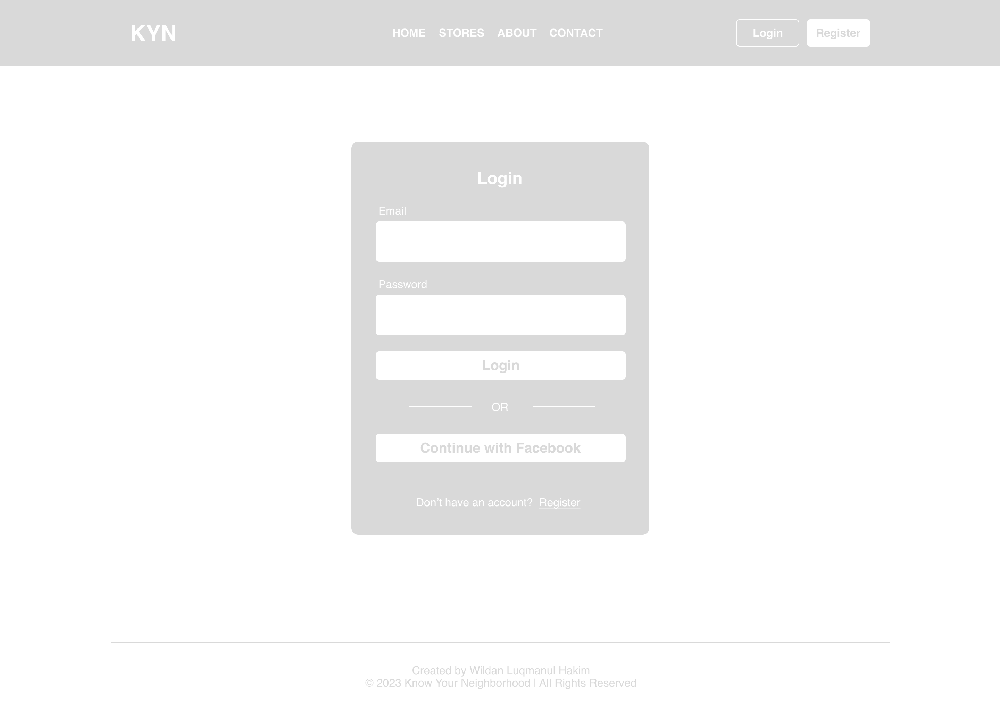 KYN
HOME STORES ABOUT CONTACT
Login Register
Login
Email
Password
Login
OR
Continue with Facebook
Don’t have an account? Register
Created by Wildan Luqmanul Hakim
© 2023 Know Your Neighborhood | All Rights Reserved